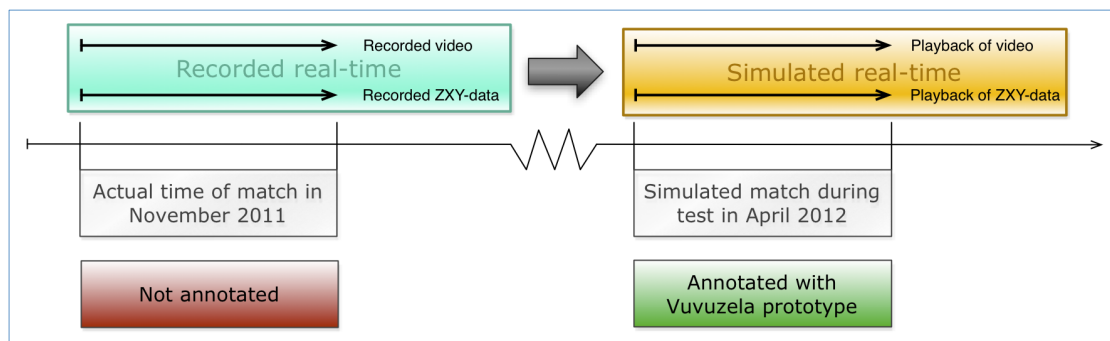 Recorded video
Recorded real-time
Recorded ZXY-data
Playback of video
Simulated real-time
Playback of ZXY-data
Actual time of match in
November 2011
Simulated match during
test in April 2012
Not annotated
Annotated with
Vuvuzela prototype